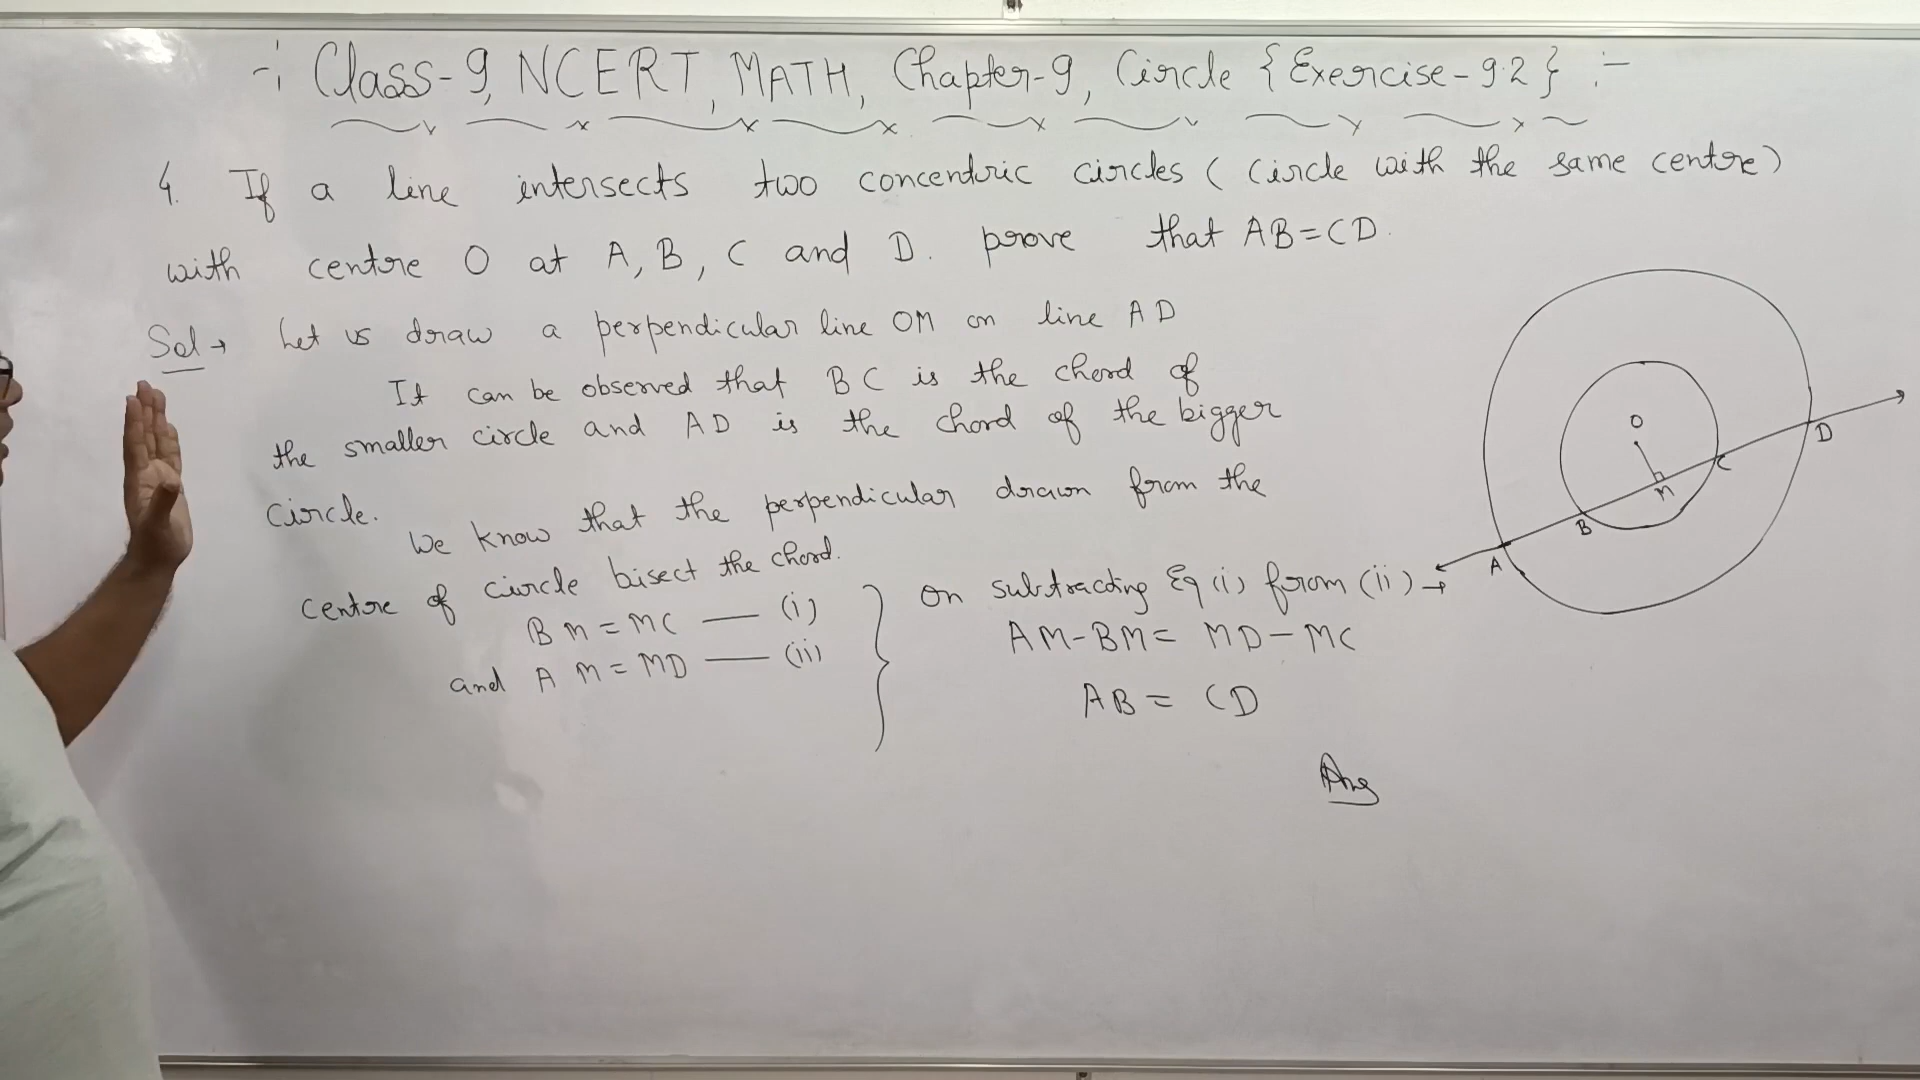 -: Class-9, NCERT, MATH, Chapter-9, Circle {Exercise-9.2} :-
4. If a line intersects two concentric circles (Circle with the same centre)
with centre O at A, B, C and D. prove that AB=CD.
Sol→ Let us draw a perpendicular line OM on line AD
It can be observed that BC is the chord of
the smaller circle and AD is the chord of the bigger
circle.
We know that the perpendicular drawn from the
centre of circle bisect the chord.
BM = MC — (i)
and AM = MD — (ii)
On subtracting Eq (i) from (ii) →
AM-BM = MD-MC
AB = CD
Ans
O
M
A
B
C
D